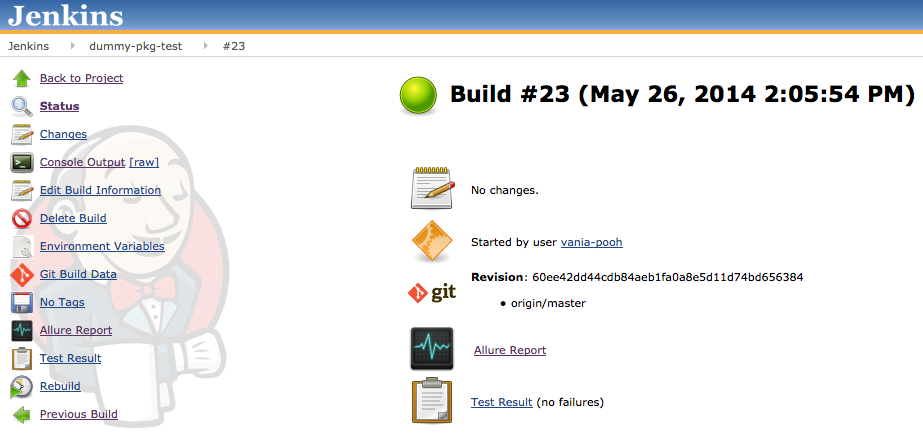 Jenkins
Jenkins dummy-pkg-test #23
Back to Project
Status
Changes
Console Output [raw]
Edit Build Information
Delete Build
Environment Variables
Git Build Data
No Tags
Allure Report
Test Result
Rebuild
Previous Build
Build #23 (May 26, 2014 2:05:54 PM)
No changes.
Started by user vania-pooh
Revision: 60ee42dd44cdb84aeb1fa0a8e5d11d74bd656384
git
• origin/master
Allure Report
Test Result (no failures)